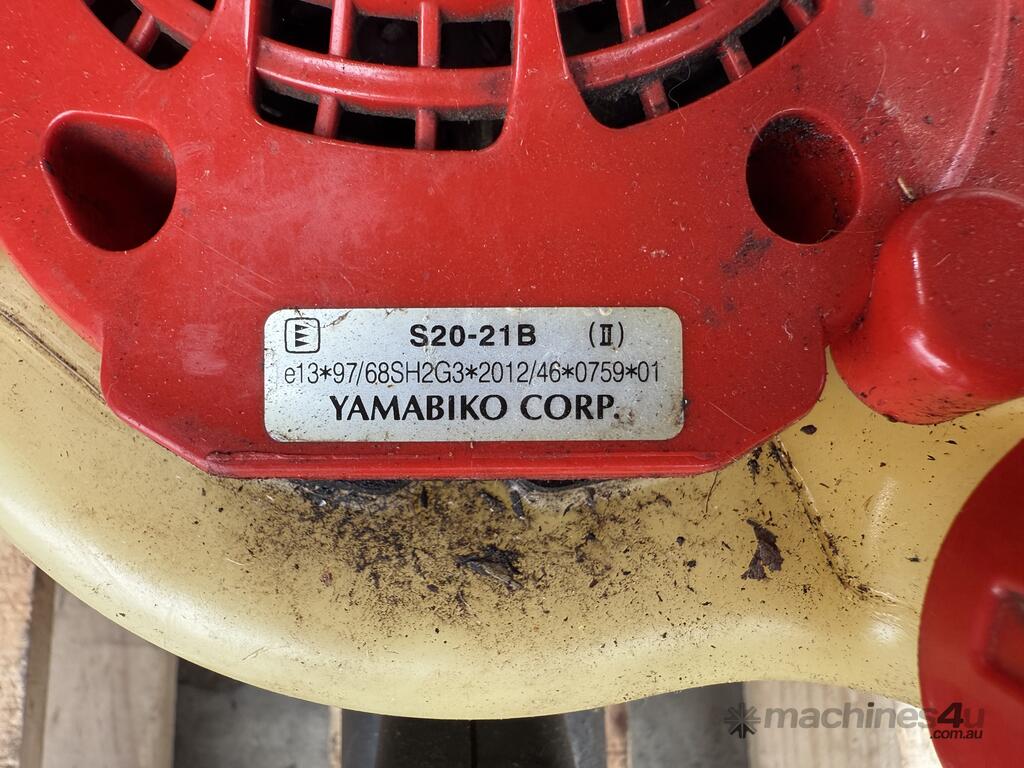 S20-21B (Ⅱ)
e13*97/68SH2G3*2012/46*0759*01
YAMABIKO CORP.
machines4u
.com.au